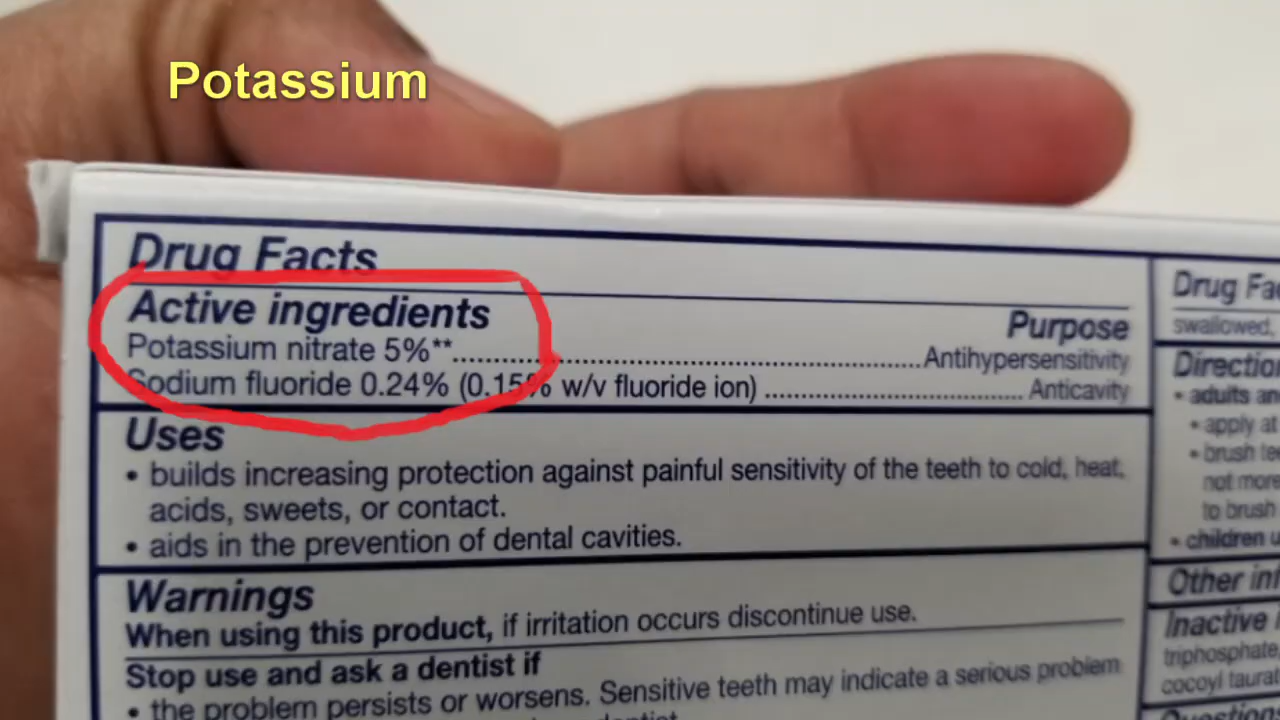 Potassium
Drug Facts
Active ingredients
Purpose
Potassium nitrate 5%**......................................................Antihypersensitivity
Sodium fluoride 0.24% (0.15% w/v fluoride ion) ................................ Anticavity
Uses
• builds increasing protection against painful sensitivity of the teeth to cold, heat,
acids, sweets, or contact.
• aids in the prevention of dental cavities.
Warnings
When using this product, if irritation occurs discontinue use.
Stop use and ask a dentist if
• the problem persists or worsens. Sensitive teeth may indicate a serious problem
dentist.
Drug Fa
swallowed,
Directio
• adults an
• apply at
• brush te
not more
to brush
• children u
Other inf
Inactive i
triphosphate,
cocoyl taurat
Questions